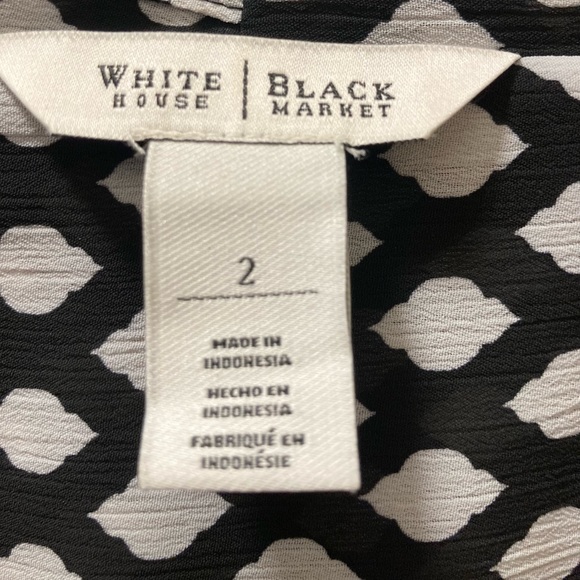 WHITE HOUSE | BLACK MARKET
2
MADE IN
INDONESIA
HECHO EN
INDONESIA
FABRIQUÉ EN
INDONÉSIE